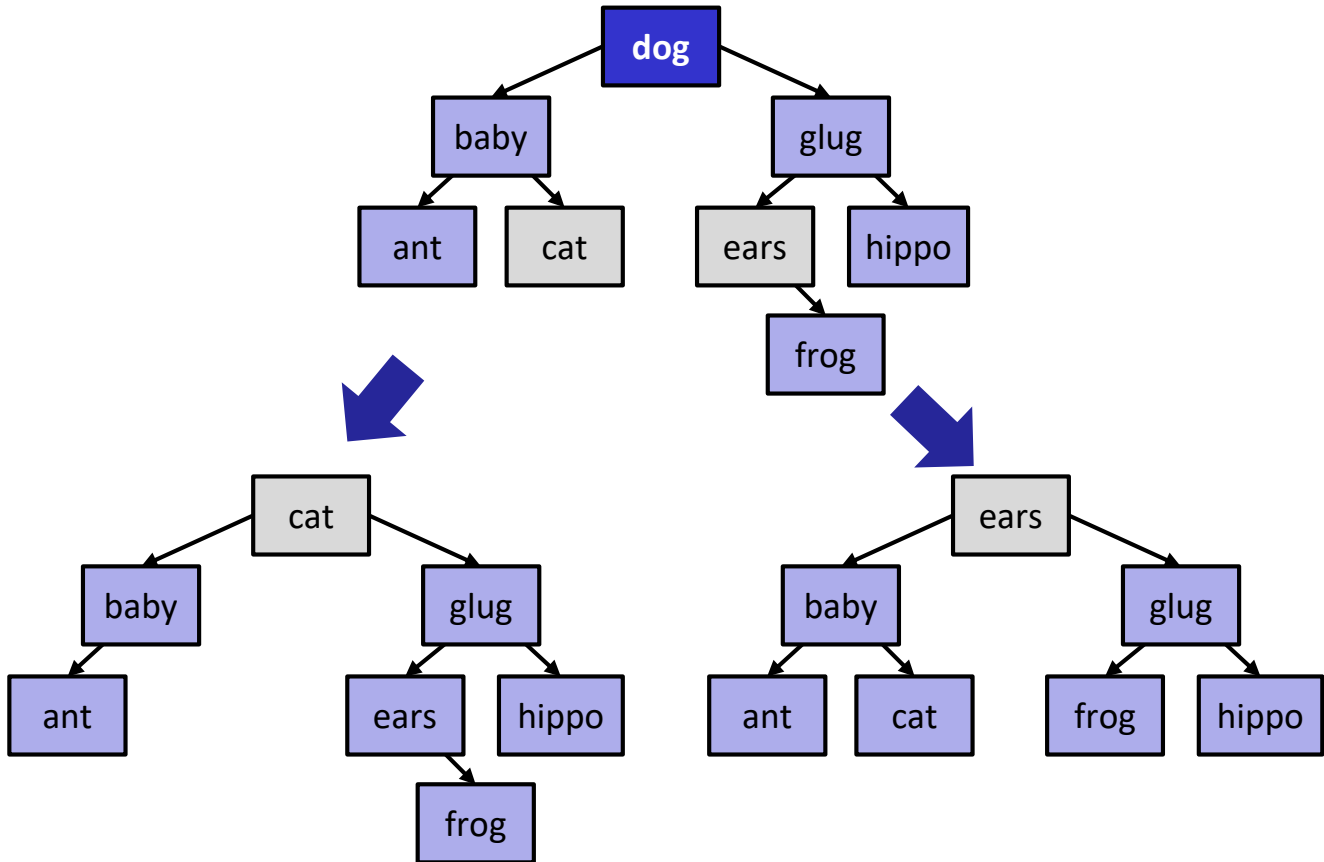 dog
baby
glug
ant
cat
ears
hippo
frog
cat
ears
baby
glug
baby
glug
ant
ears
hippo
ant
cat
frog
hippo
frog